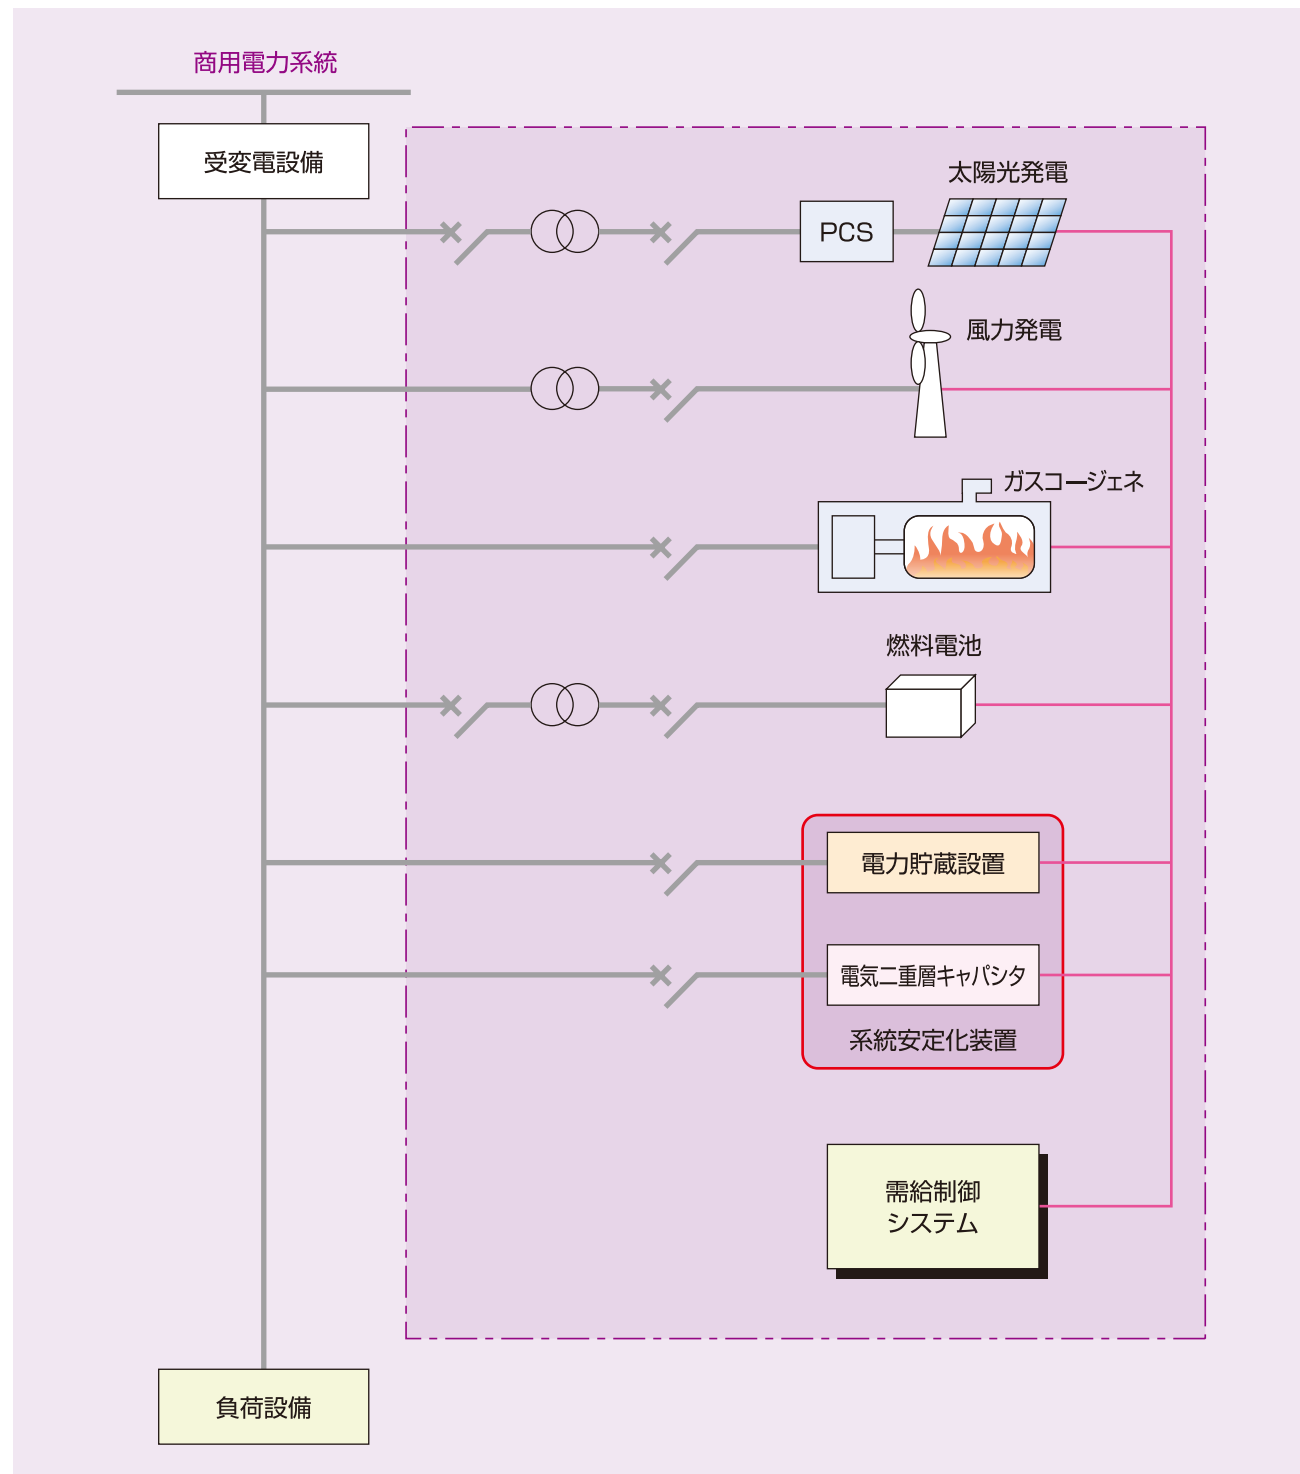 商用電力系統
受変電設備
太陽光発電
PCS
風力発電
ガスコージェネ
燃料電池
電力貯蔵設置
電気二重層キャパシタ
系統安定化装置
需給制御
システム
負荷設備